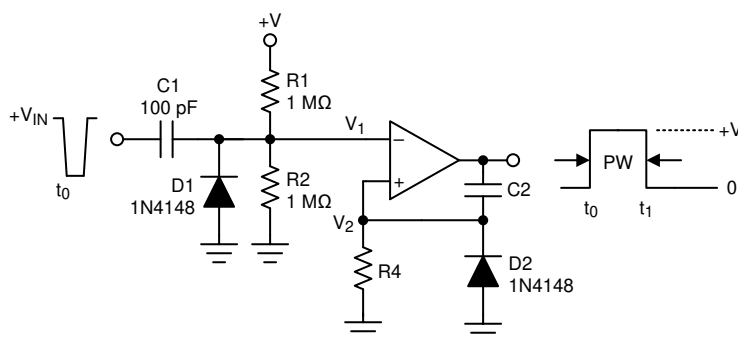 +V
C1
100 pF
R1
1 MΩ
+VIN
t0
V1
−
+
D1
1N4148
R2
1 MΩ
V2
C2
R4
D2
1N4148
PW
+V
0
t0
t1